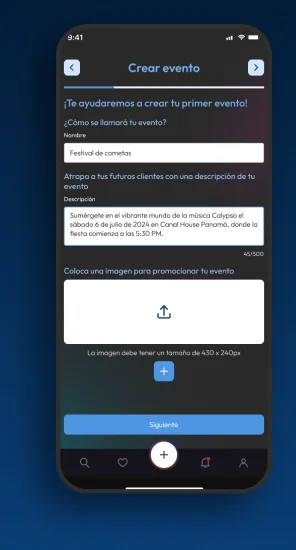 9:41
Crear evento
¡Te ayudaremos a crear tu primer evento!
¿Cómo se llamará tu evento?
Nombre
Festival de cometas
Atrapa a tus futuros clientes con una descripción de tu
evento
Descripción
Sumérgete en el vibrante mundo de la música Calypso el
sábado 6 de julio de 2024 en Canal House Panamá, donde la
fiesta comienza a las 5:30 PM.
45/500
Coloca una imagen para promocionar tu evento
La imagen debe tener un tamaño de 430 x 240px
Siguiente